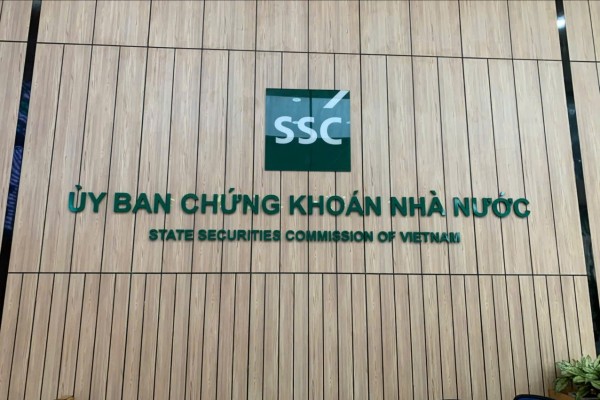 SSC
ỦY BAN CHỨNG KHOÁN NHÀ NƯỚC
STATE SECURITIES COMMISSION OF VIETNAM